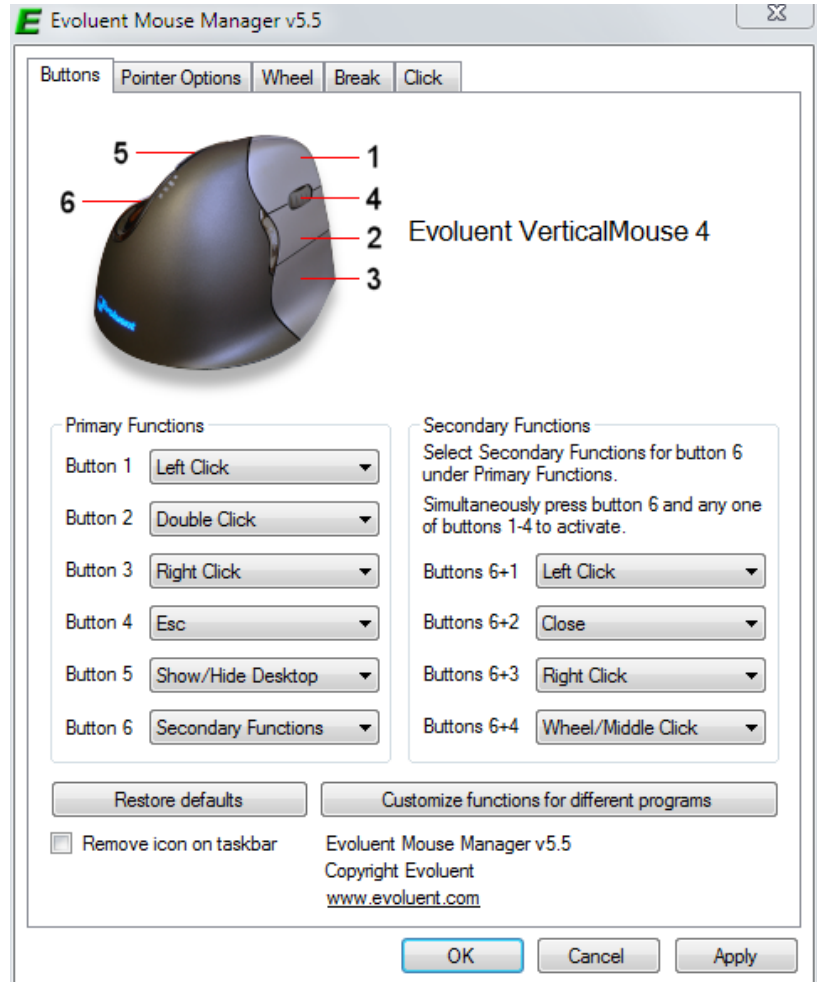 Evoluent Mouse Manager v5.5
Buttons Pointer Options Wheel Break Click
5
1
6
4
2
Evoluent VerticalMouse 4
3
Evoluent
Primary Functions
Button 1 Left Click
Button 2 Double Click
Button 3 Right Click
Button 4 Esc
Button 5 Show/Hide Desktop
Button 6 Secondary Functions
Secondary Functions
Select Secondary Functions for button 6
under Primary Functions.
Simultaneously press button 6 and any one
of buttons 1-4 to activate.
Buttons 6+1 Left Click
Buttons 6+2 Close
Buttons 6+3 Right Click
Buttons 6+4 Wheel/Middle Click
Restore defaults Customize functions for different programs
Remove icon on taskbar
Evoluent Mouse Manager v5.5
Copyright Evoluent
www.evoluent.com
OK Cancel Apply